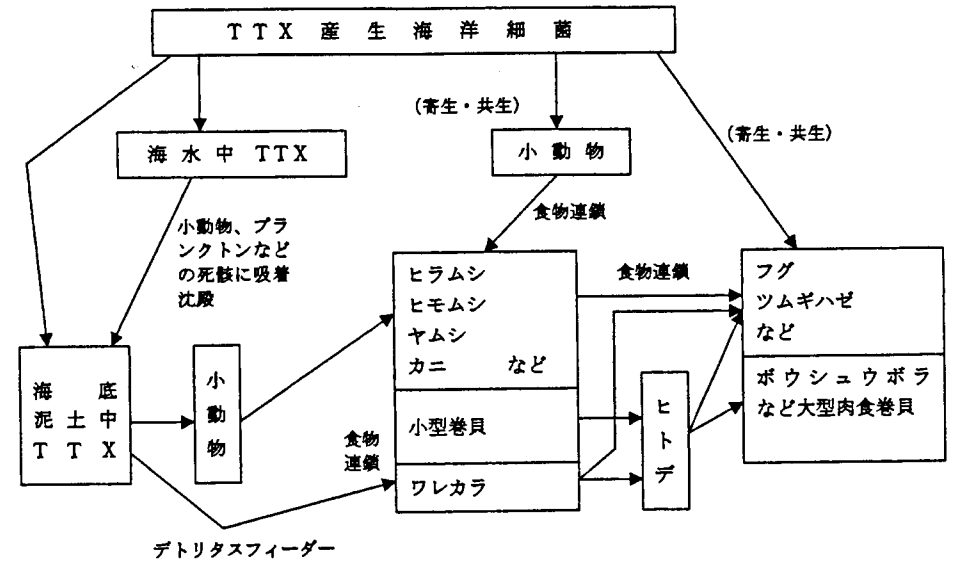 TTX産生海洋細菌
(寄生・共生)
(寄生・共生)
海水中 TTX
小動物
食物連鎖
小動物、プラ
ンクトンなど
の死骸に吸着
沈殿
ヒラムシ
ヒモムシ
ヤムシ
カニ など
食物連鎖
フグ
ツムギハゼ
など
海底
泥土中
TTX
小動物
小型巻貝
ヒトデ
ボウシュウボラ
など大型肉食巻貝
食物
連鎖
ワレカラ
デトリタスフィーダー